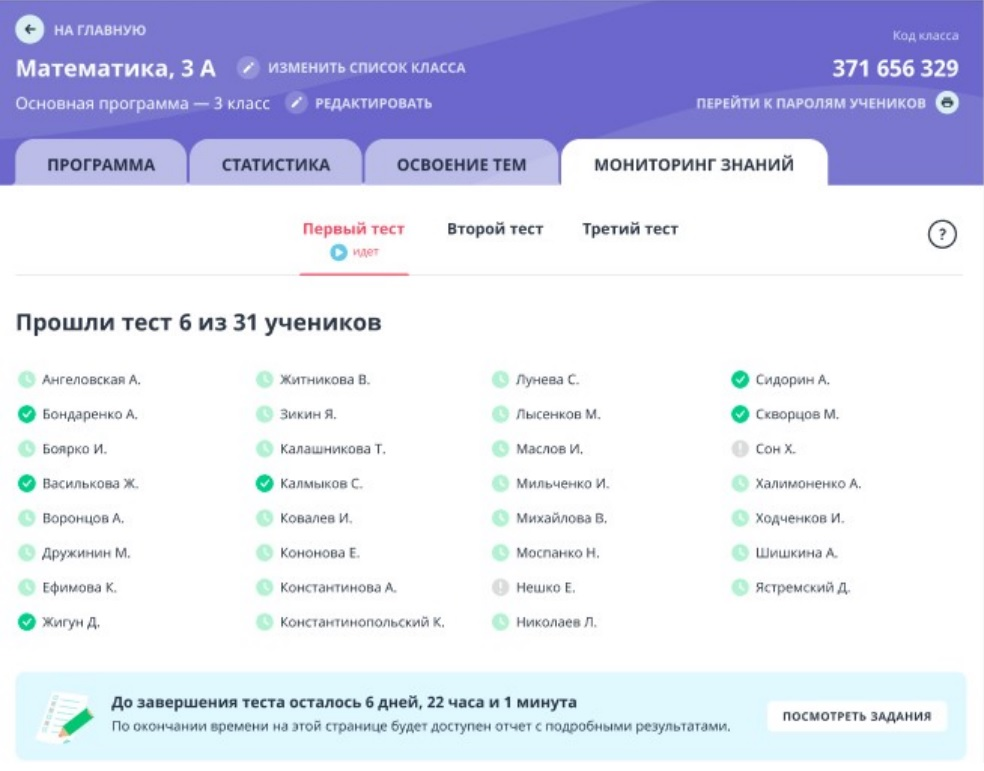 НА ГЛАВНУЮ
Код класса
Математика, 3 А ИЗМЕНИТЬ СПИСОК КЛАССА 371 656 329
Основная программа — 3 класс РЕДАКТИРОВАТЬ ПЕРЕЙТИ К ПАРОЛЯМ УЧЕНИКОВ
ПРОГРАММА СТАТИСТИКА ОСВОЕНИЕ ТЕМ МОНИТОРИНГ ЗНАНИЙ
Первый тест Второй тест Третий тест ?
идет
Прошли тест 6 из 31 учеников
Ангеловская А. Житникова В. Лунева С. Сидорин А.
Бондаренко А. Зикин Я. Лысенков М. Скворцов М.
Боярко И. Калашникова Т. Маслов И. Сон Х.
Василькова Ж. Калмыков С. Мильченко И. Халимоненко А.
Воронцов А. Ковалев И. Михайлова В. Ходченков И.
Дружинин М. Кононова Е. Моспанко Н. Шишкина А.
Ефимова К. Константинова А. Нешко Е. Ястремский Д.
Жигун Д. Константинопольский К. Николаев Л.
До завершения теста осталось 6 дней, 22 часа и 1 минута
По окончании времени на этой странице будет доступен отчет с подробными результатами.
ПОСМОТРЕТЬ ЗАДАНИЯ